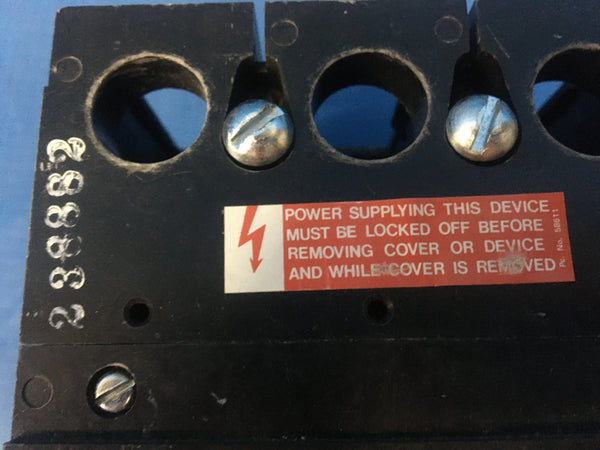 POWER SUPPLYING THIS DEVICE
MUST BE LOCKED OFF BEFORE
REMOVING COVER OR DEVICE
AND WHILE COVER IS REMOVED
Pc. No. 58611
238882